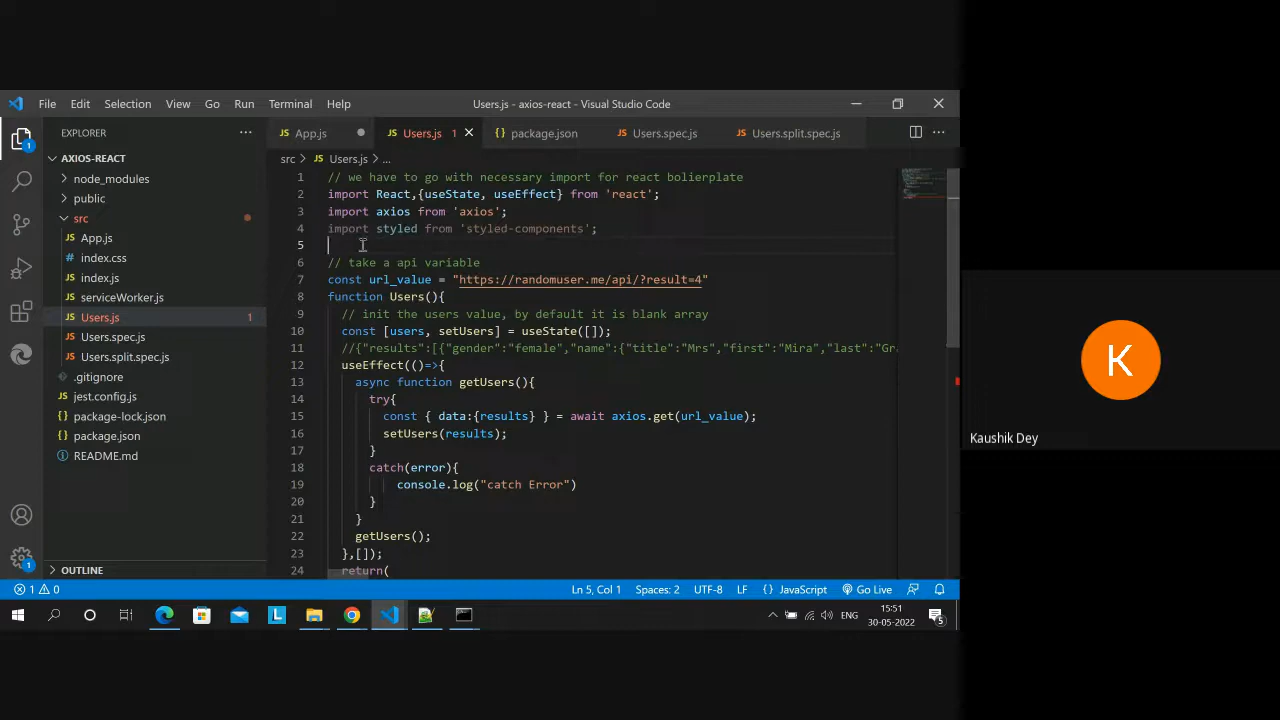 File Edit Selection View Go Run Terminal Help
Users.js - axios-react - Visual Studio Code
EXPLORER
App.js
Users.js 1
package.json
Users.spec.js
Users.split.spec.js
AXIOS-REACT
node_modules
public
src
JS App.js
index.css
JS index.js
JS serviceWorker.js
JS Users.js 1
JS Users.spec.js
JS Users.split.spec.js
.gitignore
JS jest.config.js
{} package-lock.json
{} package.json
README.md
OUTLINE
src > JS Users.js > ...
1 // we have to go with necessary import for react bolierplate
2 import React,{useState, useEffect} from 'react';
3 import axios from 'axios';
4 import styled from 'styled-components';
5
6 // take a api variable
7 const url_value = "https://randomuser.me/api/?result=4"
8 function Users(){
9 // init the users value, by default it is blank array
10 const [users, setUsers] = useState([]);
11 //{"results":[{"gender":"female","name":{"title":"Mrs","first":"Mira","last":"Gr
12 useEffect(()=>{
13 async function getUsers(){
14 try{
15 const { data:{results} } = await axios.get(url_value);
16 setUsers(results);
17 }
18 catch(error){
19 console.log("catch Error")
20 }
21 }
22 getUsers();
23 },[]);
24 return(
1 0
Ln 5, Col 1 Spaces: 2 UTF-8 LF {} JavaScript Go Live
ENG
15:51
30-05-2022
5
K
Kaushik Dey